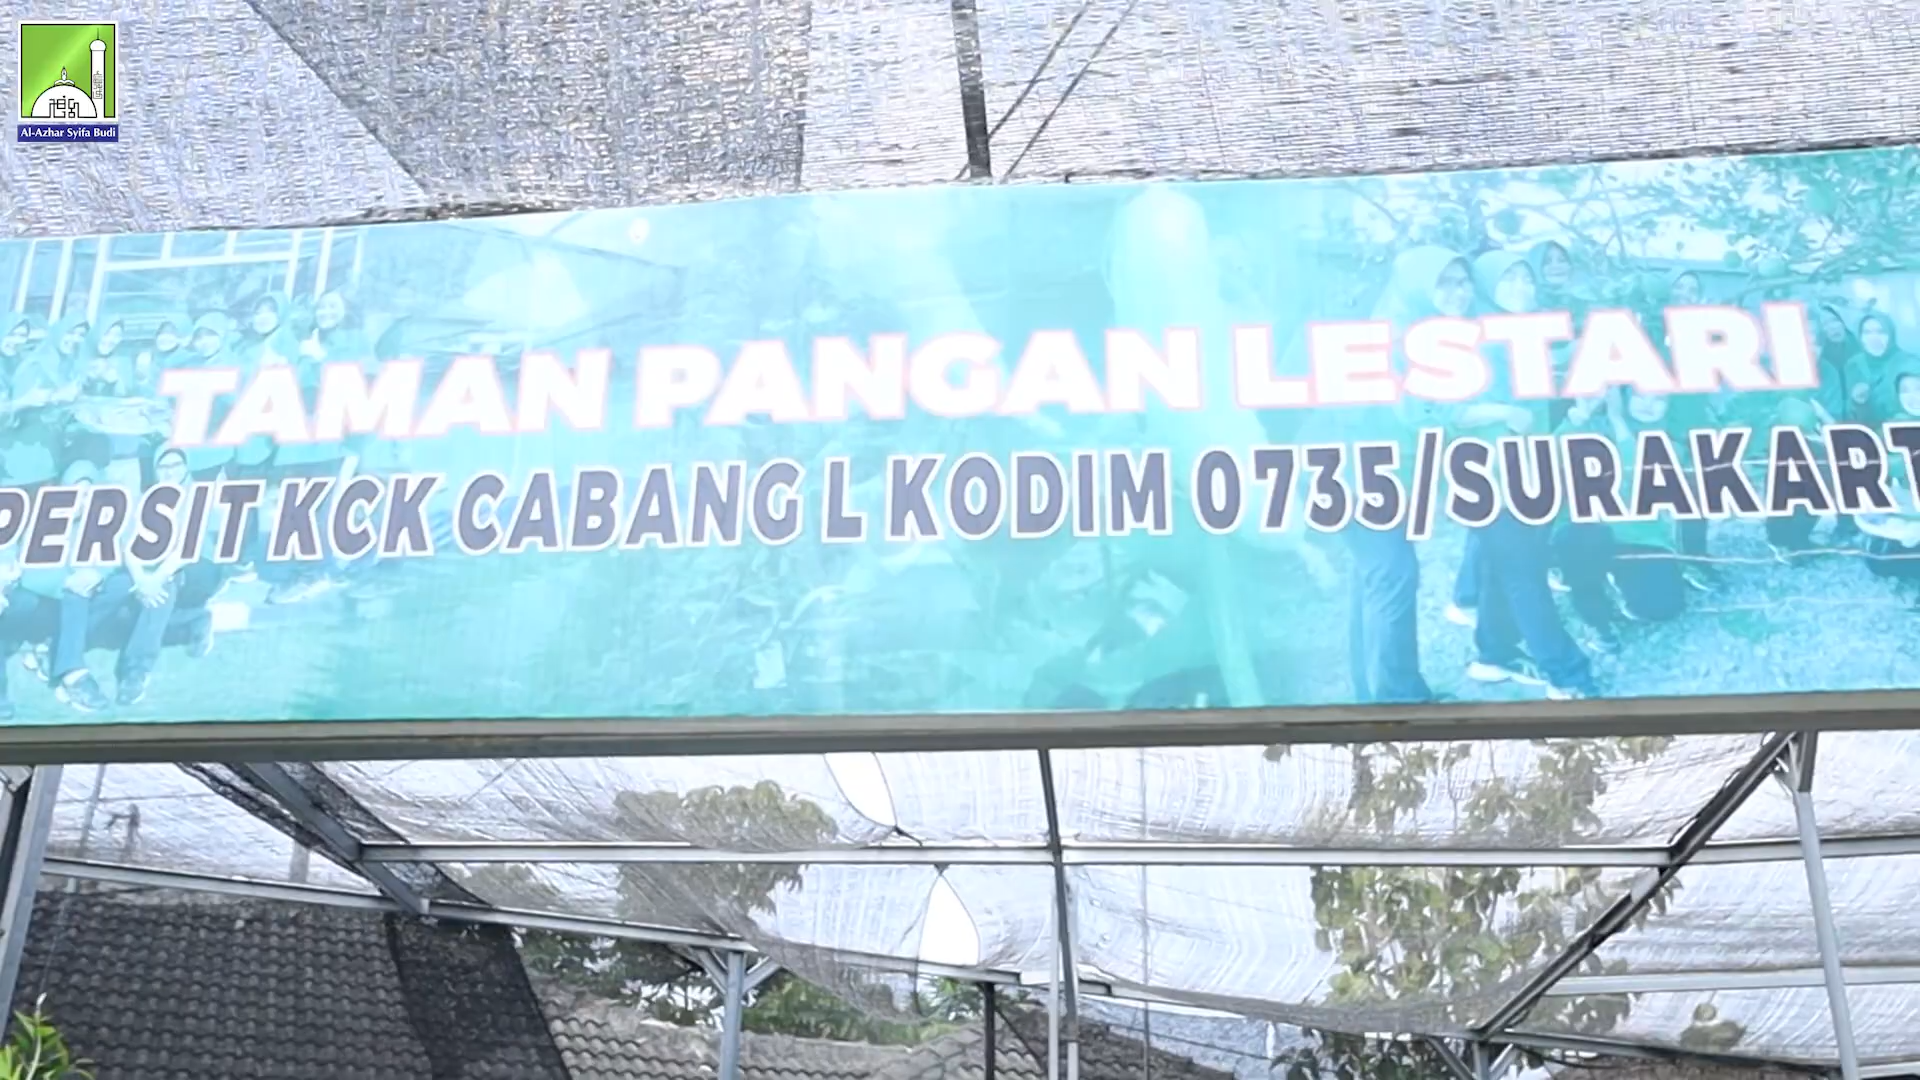 Al-Azhar Syifa Budi
TAMAN PANGAN LESTARI
PERSIT KCK CABANG L KODIM 0735/SURAKART